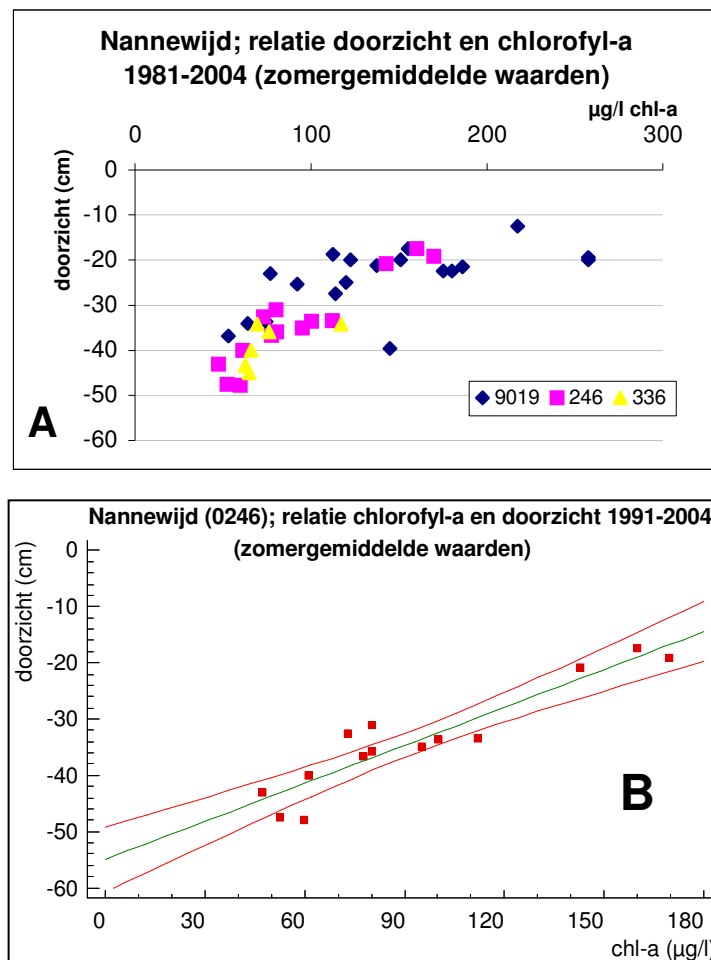 Nannewijd; relatie doorzicht en chlorofyl-a
1981-2004 (zomergemiddelde waarden)
µg/l chl-a
0 100 200 300
doorzicht (cm)
0
-10
-20
-30
-40
-50
-60
9019 246 336
A
Nannewijd (0246); relatie chlorofyl-a en doorzicht 1991-2004
(zomergemiddelde waarden)
doorzicht (cm)
0
-10
-20
-30
-40
-50
-60
B
0 30 60 90 120 150 180
chl-a (µg/l)